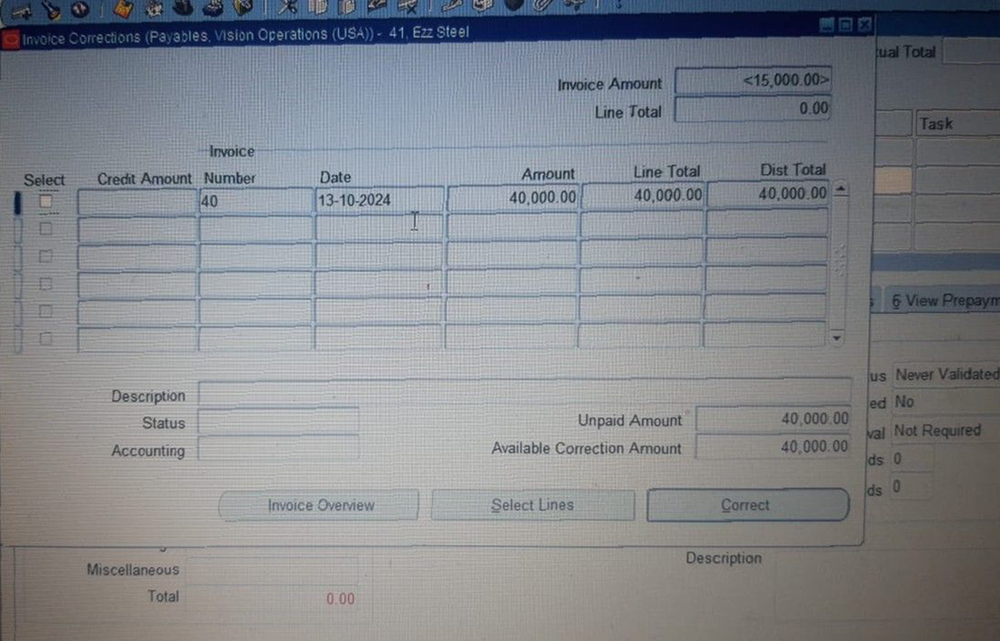 Invoice Corrections (Payables, Vision Operations (USA)) - 41, Ezz Steel
tual Total
Invoice Amount <15,000.00>
Line Total 0.00
Task
Invoice
Select Credit Amount Number Date Amount Line Total Dist Total
40 13-10-2024 40,000.00 40,000.00 40,000.00
6 View Prepaym
us Never Validated
Description
ed No
Status Unpaid Amount 40,000.00
val Not Required
Accounting Available Correction Amount 40,000.00
ds 0
ds 0
Invoice Overview Select Lines Correct
Miscellaneous Description
Total 0.00